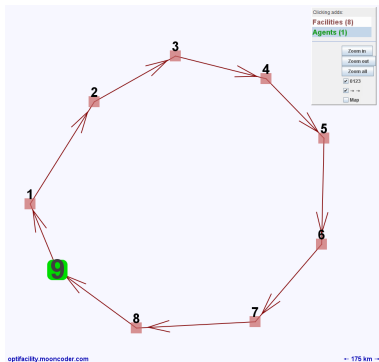 Clicking adds:
Facilities (8)
Agents (1)
Zoom in
Zoom out
Zoom all
0123
→ →
Map
3
4
2
5
1
6
9
7
8
optifacility.mooncoder.com
← 175 km →